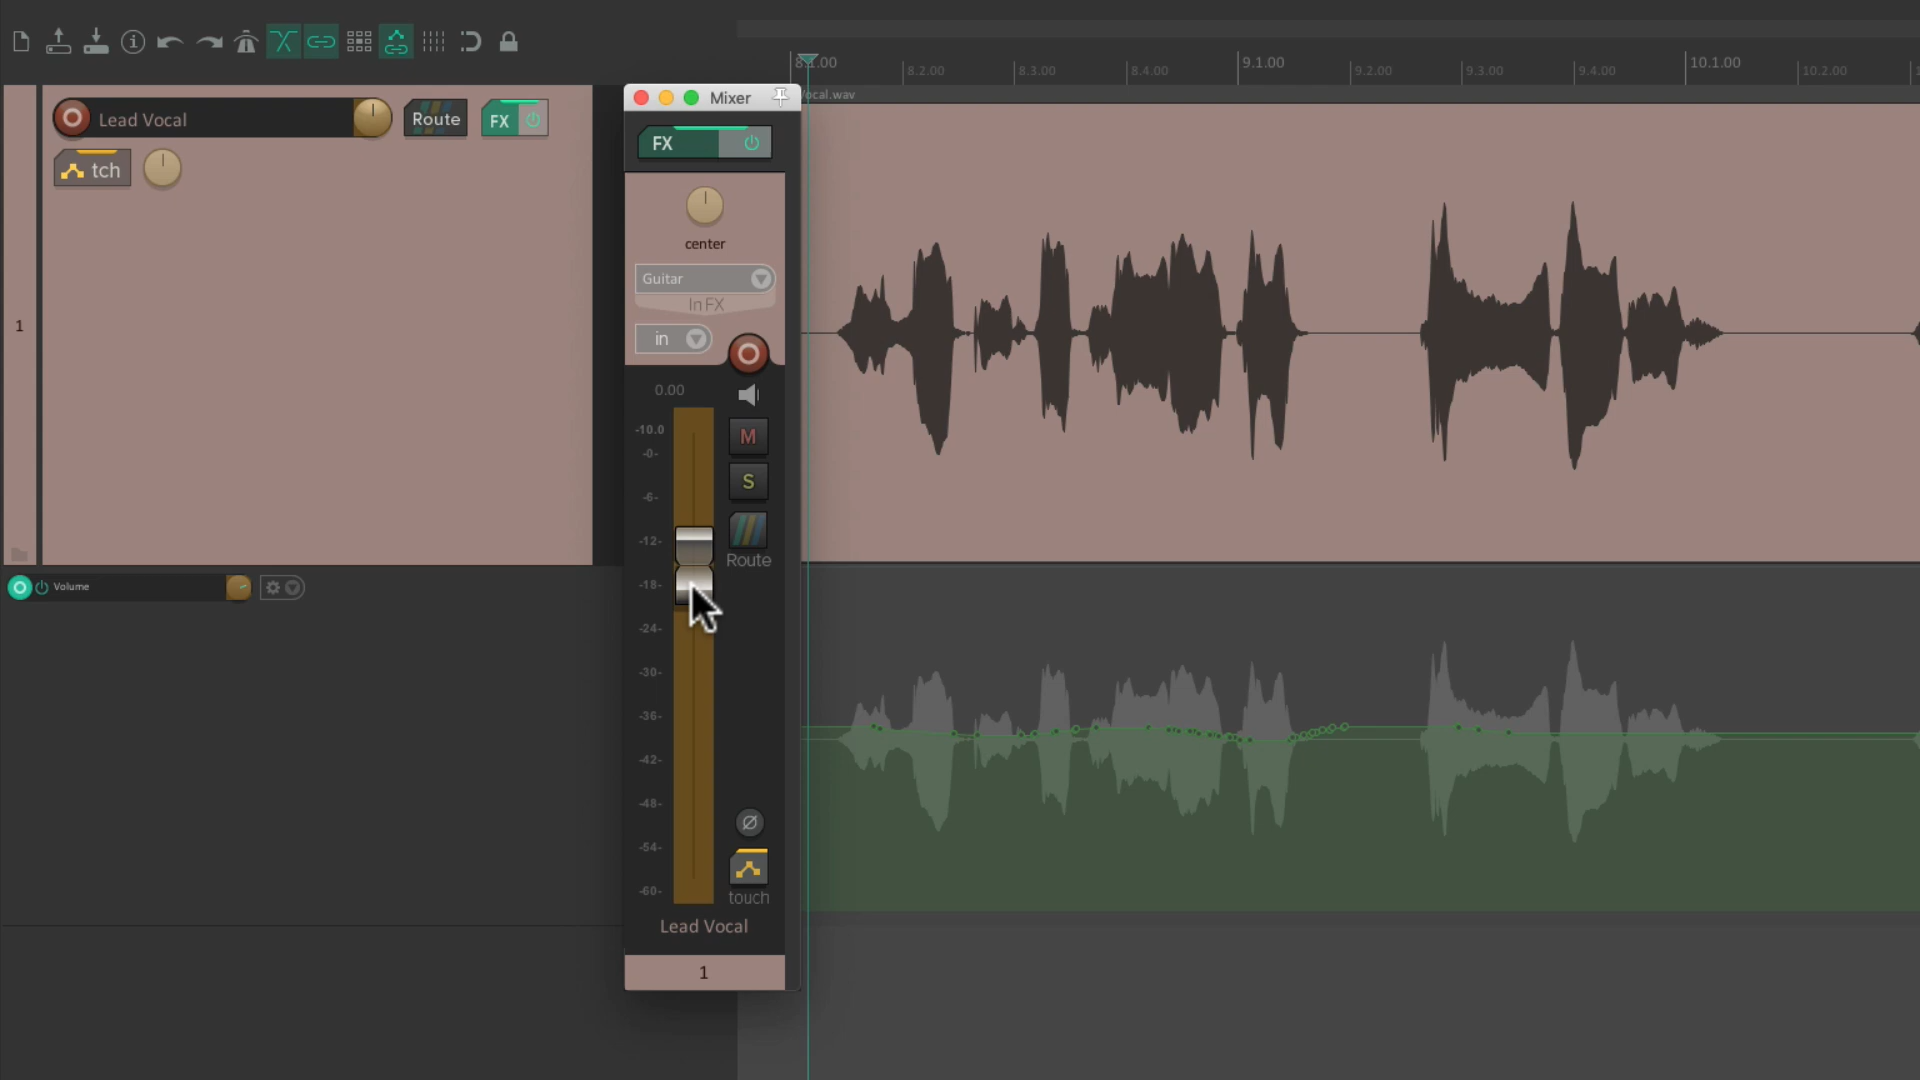 8.1.00
8.2.00
8.3.00
8.4.00
9.1.00
9.2.00
9.3.00
9.4.00
10.1.00
10.2.00
Mixer
ocal.wav
Lead Vocal
Route
FX
tch
FX
center
Guitar
In FX
in
1
0.00
-10.0
M
-0-
S
-6-
-12-
Route
-18-
Volume
-24-
-30-
-36-
-42-
-48-
-54-
-60-
touch
Lead Vocal
1